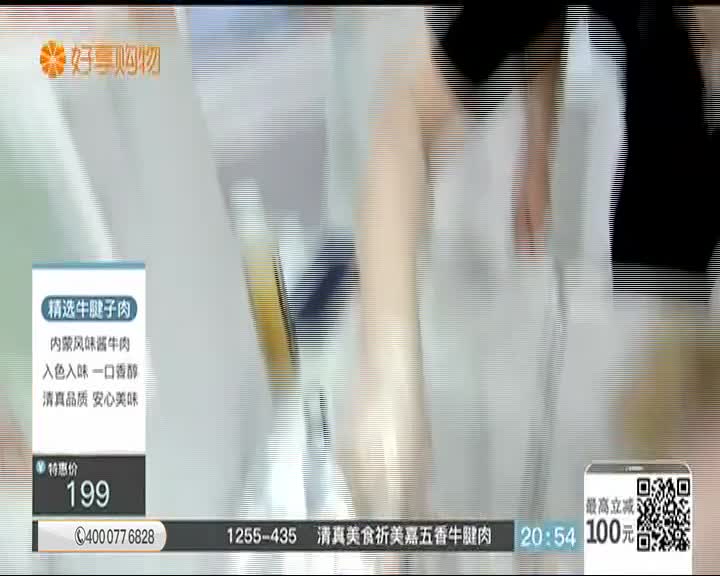 好享购物
精选牛腱子肉
内蒙风味酱牛肉
入色入味 一口香醇
清真品质 安心美味
¥特惠价
199
400 077 6828
1255-435 清真美食祈美嘉五香牛腱肉
20:54
最高立减
100元